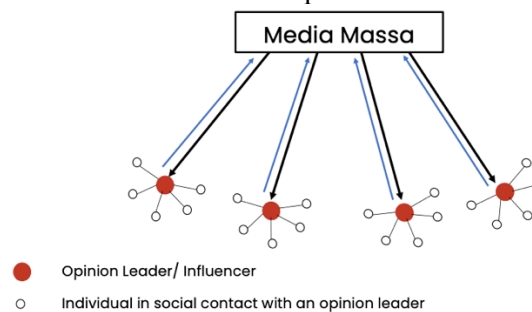 Media Massa
Opinion Leader/ Influencer
Individual in social contact with an opinion leader